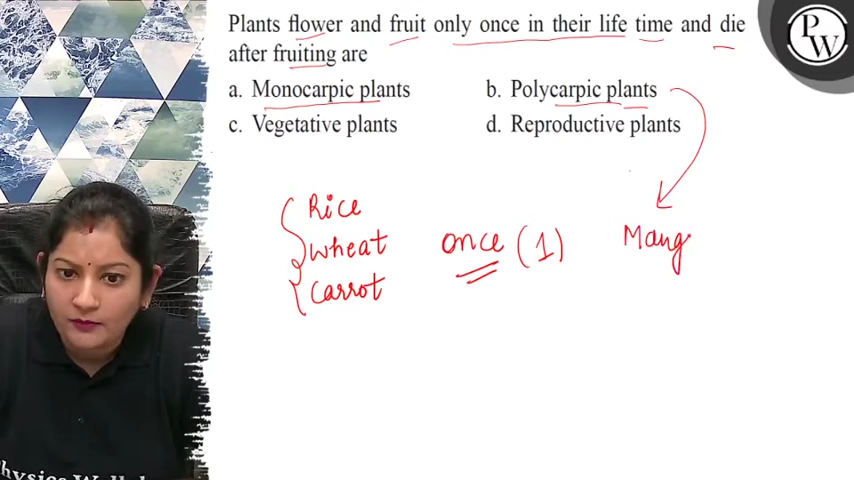 Plants flower and fruit only once in their life time and die
after fruiting are
a. Monocarpic plants
b. Polycarpic plants
c. Vegetative plants
d. Reproductive plants
Rice
wheat
carrot
once (1)
Mang
PW